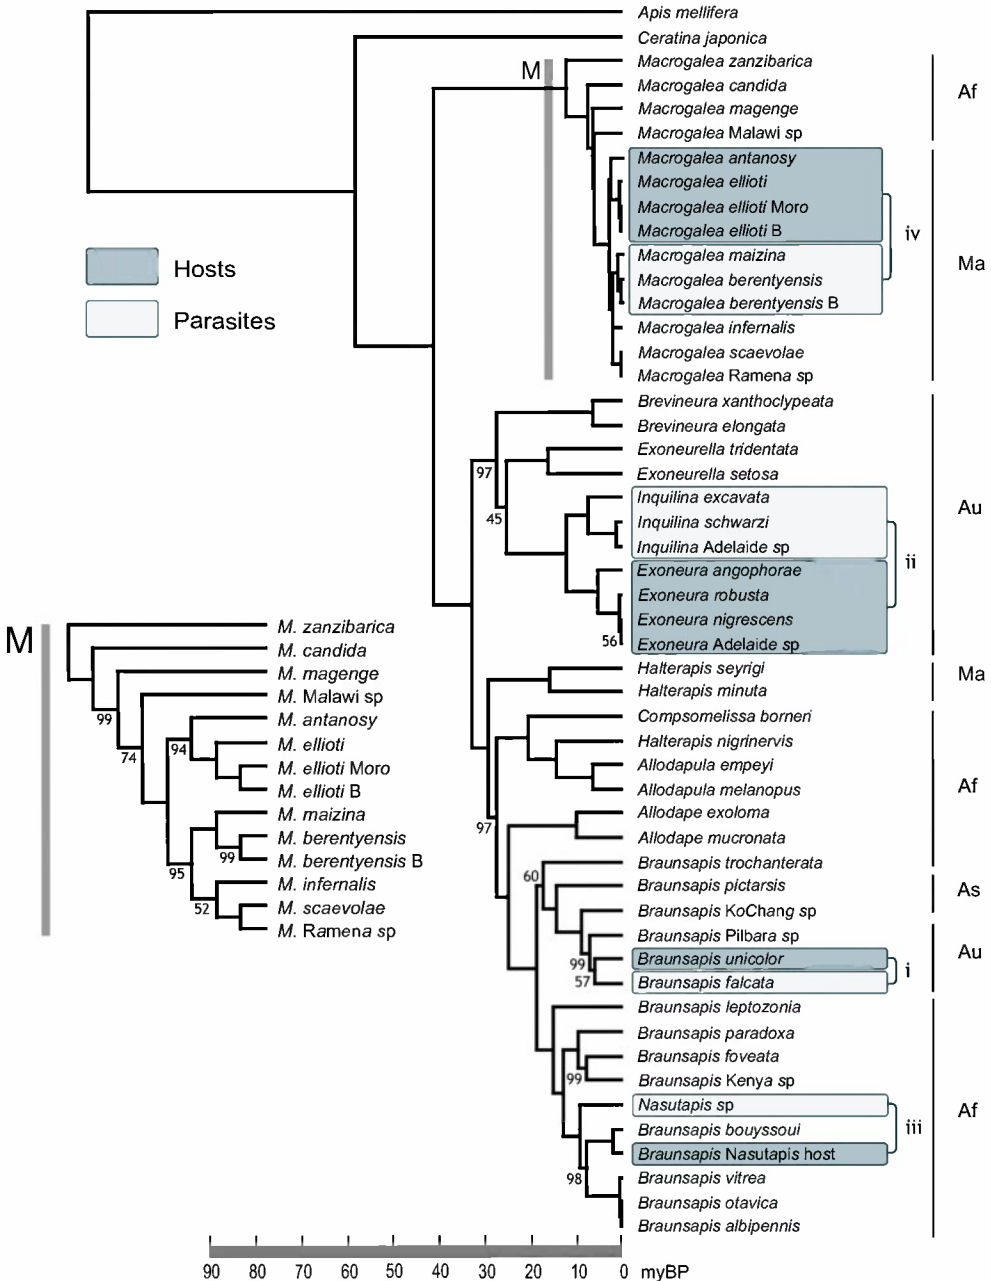 Apis mellifera
Ceratina japonica
M
Macrogalea zanzibarica
Macrogalea candida
Af
Macrogalea magenge
Macrogalea Malawi sp
Macrogalea antanosy
Macrogalea ellioti
Macrogalea ellioti Moro
Macrogalea ellioti B
iv
Hosts
Macrogalea maizina
Ma
Macrogalea berentyensis
Macrogalea berentyensis B
Parasites
Macrogalea infernalis
Macrogalea scaevolae
Macrogalea Ramena sp
Brevineura xanthoclypeata
Brevineura elongata
Exoneurella tridentata
97
Exoneurella setosa
Inquilina excavata
Au
45
Inquilina schwarzi
Inquilina Adelaide sp
ii
Exoneura angophorae
Exoneura robusta
Exoneura nigrescens
56
Exoneura Adelaide sp
M
M. zanzibarica
M. candida
M. magenge
M. Malawi sp
99
M. antanosy
94
M. ellioti
74
M. ellioti Moro
M. ellioti B
M. maizina
M. berentyensis
99
M. berentyensis B
95
M. infernalis
52
M. scaevolae
M. Ramena sp
Halterapis seyrigi
Ma
Halterapis minuta
Compsomelissa borneri
Halterapis nigrinervis
Allodapula empeyi
Af
Allodapula melanopus
Allodape exoloma
97
Allodape mucronata
Braunsapis trochanterata
60
Braunsapis pictarsis
As
Braunsapis KoChang sp
Braunsapis Pilbara sp
Au
99
Braunsapis unicolor
i
57
Braunsapis falcata
Braunsapis leptozonia
Braunsapis paradoxa
Braunsapis foveata
99
Braunsapis Kenya sp
Nasutapis sp
Af
Braunsapis bouyssoui
iii
Braunsapis Nasutapis host
98
Braunsapis vitrea
Braunsapis otavica
Braunsapis albipennis
90 80 70 60 50 40 30 20 10 0 myBP